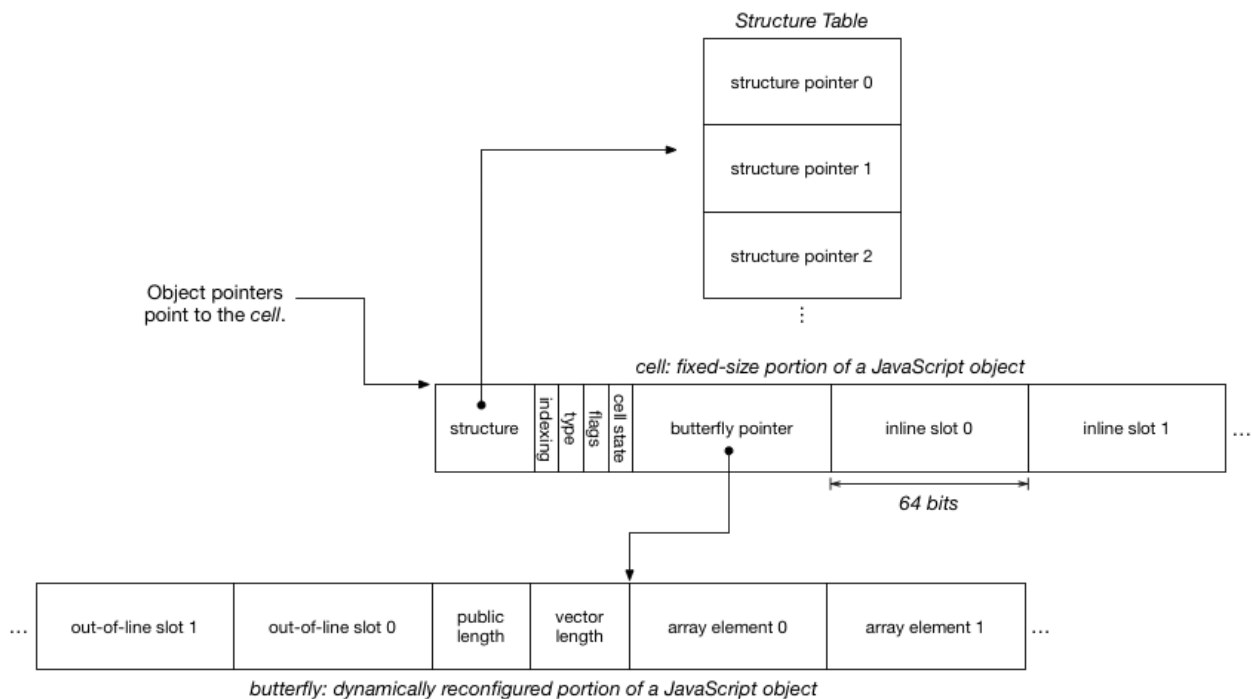 Structure Table
structure pointer 0
structure pointer 1
structure pointer 2
⋮
Object pointers
point to the cell.
cell: fixed-size portion of a JavaScript object
structure
indexing
type
flags
cell state
butterfly pointer
inline slot 0
inline slot 1
...
64 bits
...
out-of-line slot 1
out-of-line slot 0
public
length
vector
length
array element 0
array element 1
...
butterfly: dynamically reconfigured portion of a JavaScript object